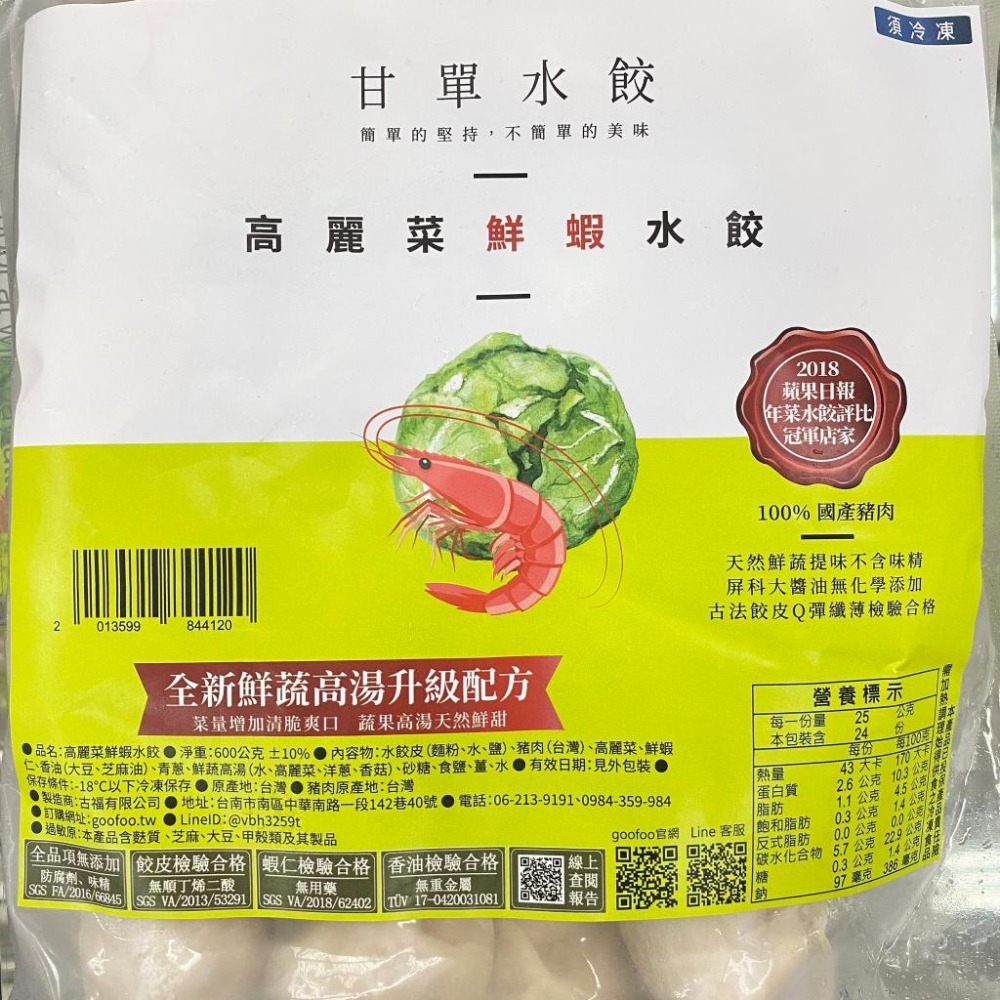 須冷凍
甘單水餃
簡單的堅持，不簡單的美味
高麗菜鮮蝦水餃
2018
蘋果日報
年菜水餃評比
冠軍店家
100% 國產豬肉
天然鮮蔬提味不含味精
屏科大醬油無化學添加
古法餃皮Q彈纖薄檢驗合格
2 013599 844120
全新鮮蔬高湯升級配方
菜量增加清脆爽口 蔬果高湯天然鮮甜
●品名:高麗菜鮮蝦水餃●淨重:600公克±10%●內容物:水餃皮(麵粉、水、鹽)、豬肉(台灣)、高麗菜、鮮蝦
仁、香油(大豆、芝麻油)、青蔥、鮮蔬高湯(水、高麗菜、洋蔥、香菇)、砂糖、食鹽、薑、水●有效日期:見外包裝●
保存條件:-18°C以下冷凍保存●原產地:台灣●豬肉原產地:台灣
●製造商:古福有限公司●地址:台南市南區中華南路一段142巷40號●電話:06-213-9191、0984-359-984
●訂購網址:goofoo.tw●LineID:@vbh3259t
●過敏原:本產品含麩質、芝麻、大豆、甲殼類及其製品
全品項無添加
防腐劑、味精
SGS FA/2016/66845
餃皮檢驗合格
無順丁烯二酸
SGS VA/2013/53291
蝦仁檢驗合格
無用藥
SGS VA/2018/62402
香油檢驗合格
無重金屬
TÜV 17-0420031081
線上
查閱
報告
goofoo官網 Line 客服
營養標示
每一份量 25 公克
本包裝含 24 份
每份 每100克
熱量 43 大卡 170 大卡
蛋白質 2.6 公克 10.3 公克
脂肪 1.1 公克 4.5 公克
飽和脂肪 0.3 公克 1.4 公克
反式脂肪 0.0 公克 0.0 公克
碳水化合物 5.7 公克 22.9 公克
糖 0.3 公克 1.4 公克
鈉 97 毫克 386 毫克